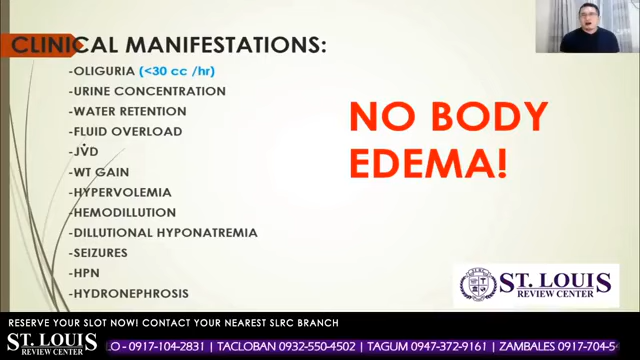 CLINICAL MANIFESTATIONS:
-OLIGURIA (<30 cc /hr)
-URINE CONCENTRATION
-WATER RETENTION
-FLUID OVERLOAD
-JVD
-WT GAIN
-HYPERVOLEMIA
-HEMODILLUTION
-DILLUTIONAL HYPONATREMIA
-SEIZURES
-HPN
-HYDRONEPHROSIS
NO BODY
EDEMA!
ST. LOUIS
REVIEW CENTER
RESERVE YOUR SLOT NOW! CONTACT YOUR NEAREST SLRC BRANCH
ST. LOUIS
REVIEW CENTER
O - 0917-104-2831 | TACLOBAN 0932-550-4502 | TAGUM 0947-372-9161 | ZAMBALES 0917-704-5